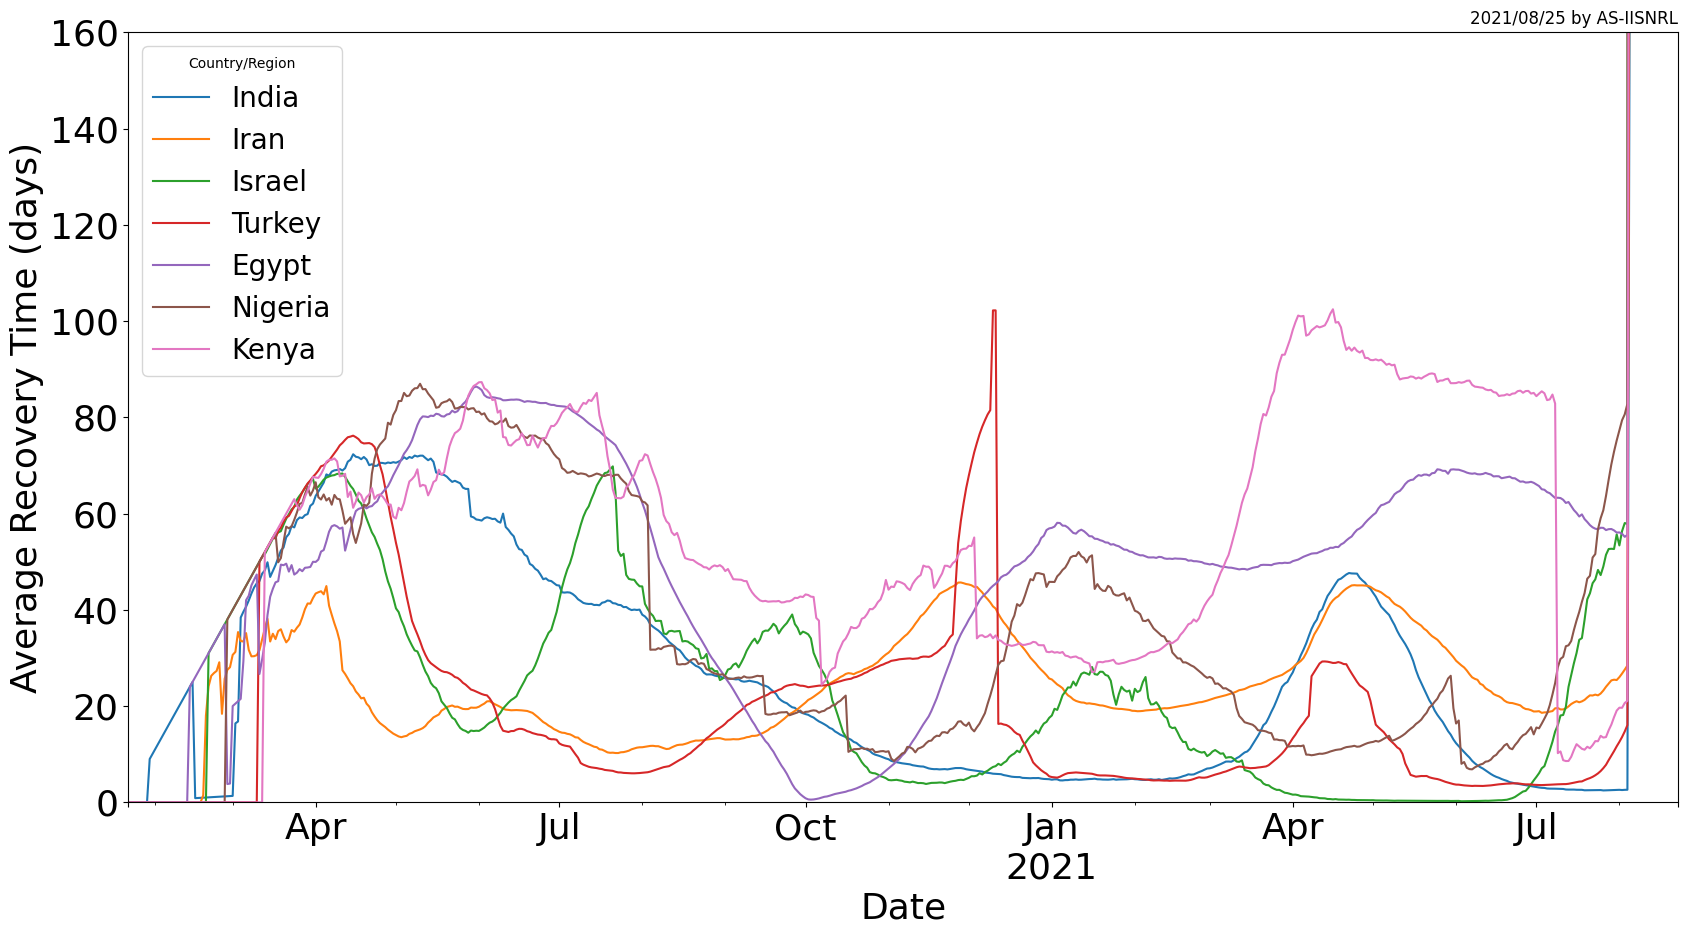 2021/08/25 by AS-IISNRL
160
140
120
100
80
60
40
20
0
Average Recovery Time (days)
Country/Region
India
Iran
Israel
Turkey
Egypt
Nigeria
Kenya
Apr Jul Oct Jan Apr Jul
2021
Date